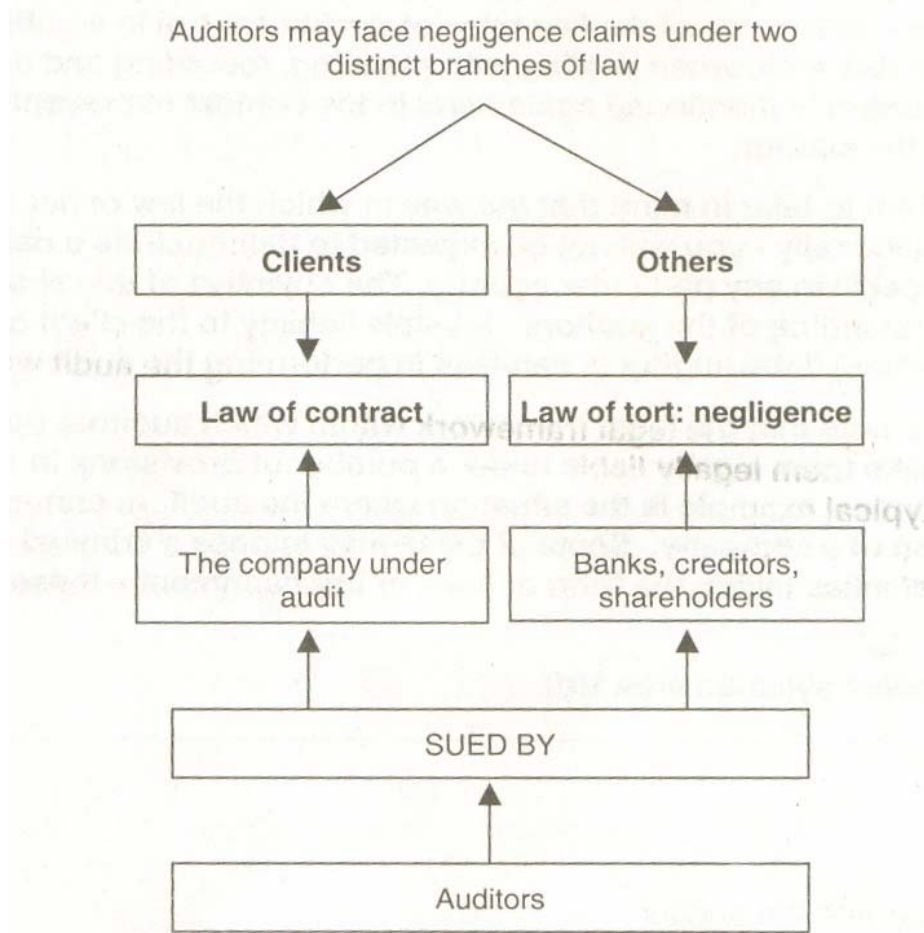 Auditors may face negligence claims under two
distinct branches of law
Clients
Others
Law of contract
Law of tort: negligence
The company under
audit
Banks, creditors,
shareholders
SUED BY
Auditors